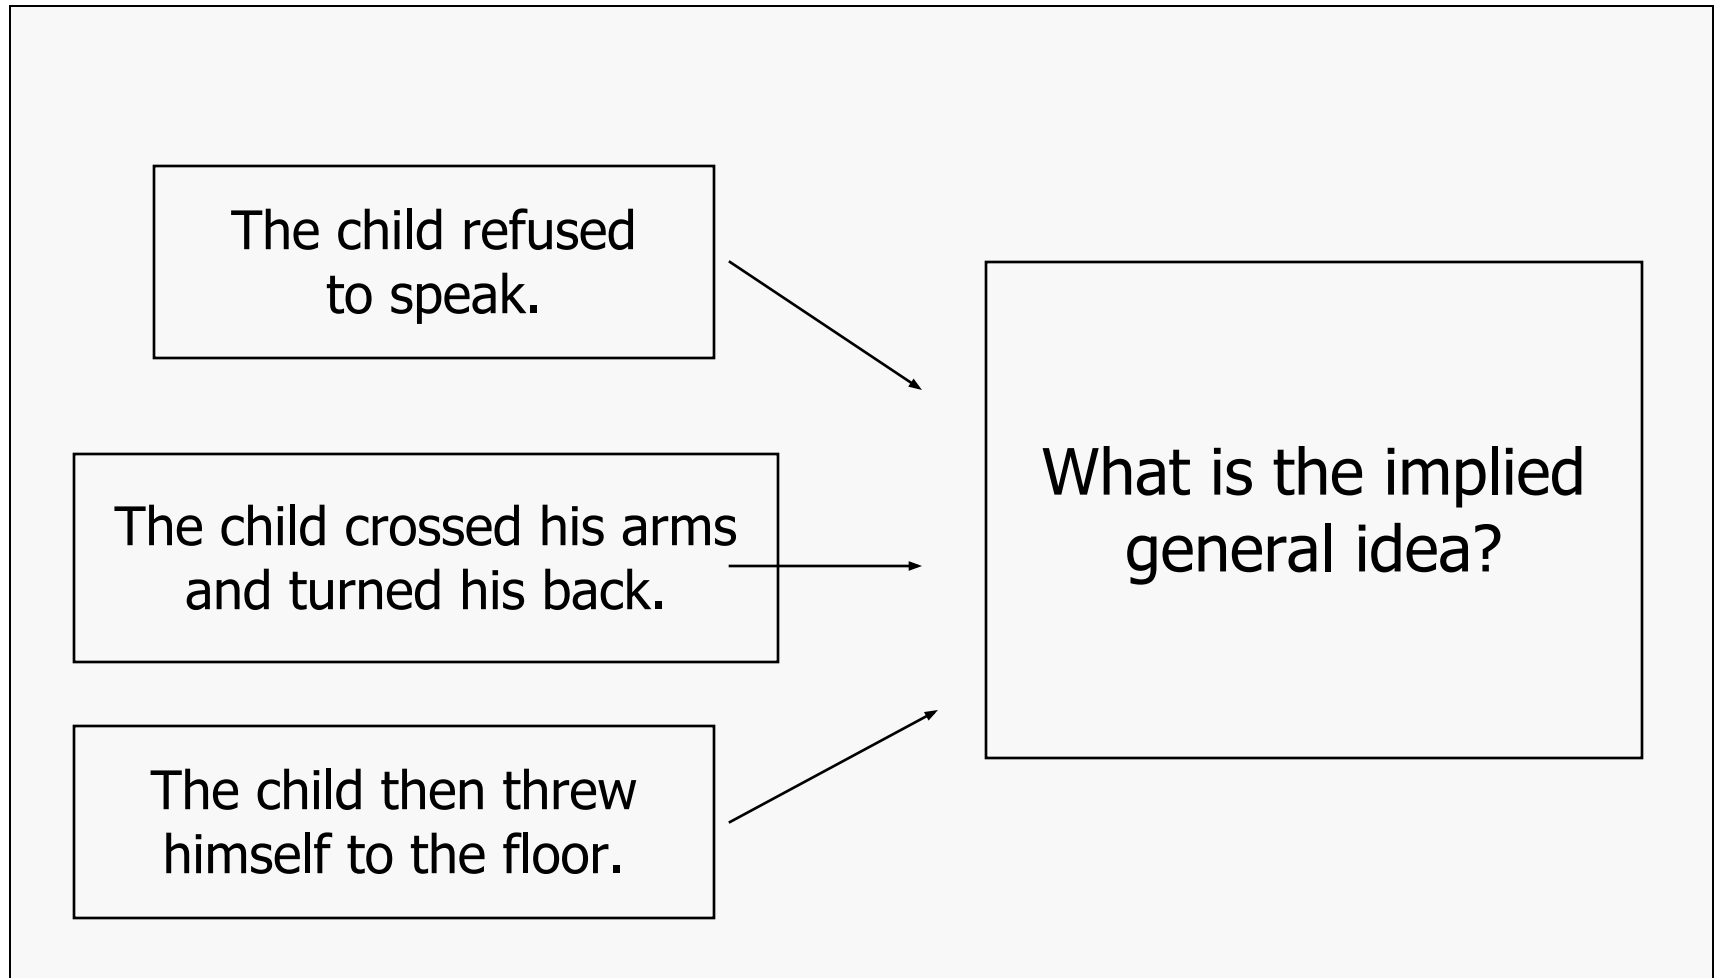 The child refused
to speak.
The child crossed his arms
and turned his back.
The child then threw
himself to the floor.
What is the implied
general idea?